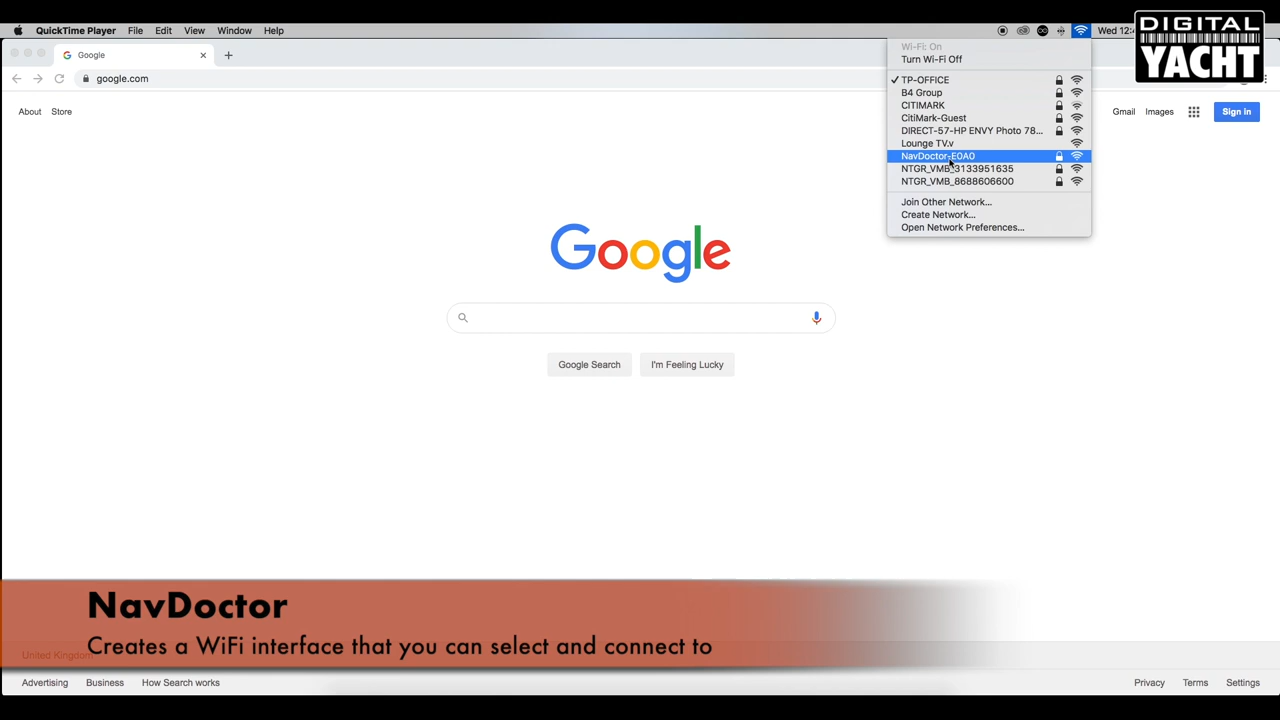 QuickTime Player File Edit View Window Help
Wed 12:
DIGITAL
YACHT
Google
google.com
Wi-Fi: On
Turn Wi-Fi Off
TP-OFFICE
B4 Group
CITIMARK
CitiMark-Guest
DIRECT-57-HP ENVY Photo 78...
Lounge TV.v
NavDoctor-E0A0
NTGR_VMB_3133951635
NTGR_VMB_8688606600
Join Other Network...
Create Network...
Open Network Preferences...
About Store
Gmail Images Sign in
Google
Google Search I'm Feeling Lucky
NavDoctor
Creates a WiFi interface that you can select and connect to
United Kingdom
Advertising Business How Search works
Privacy Terms Settings